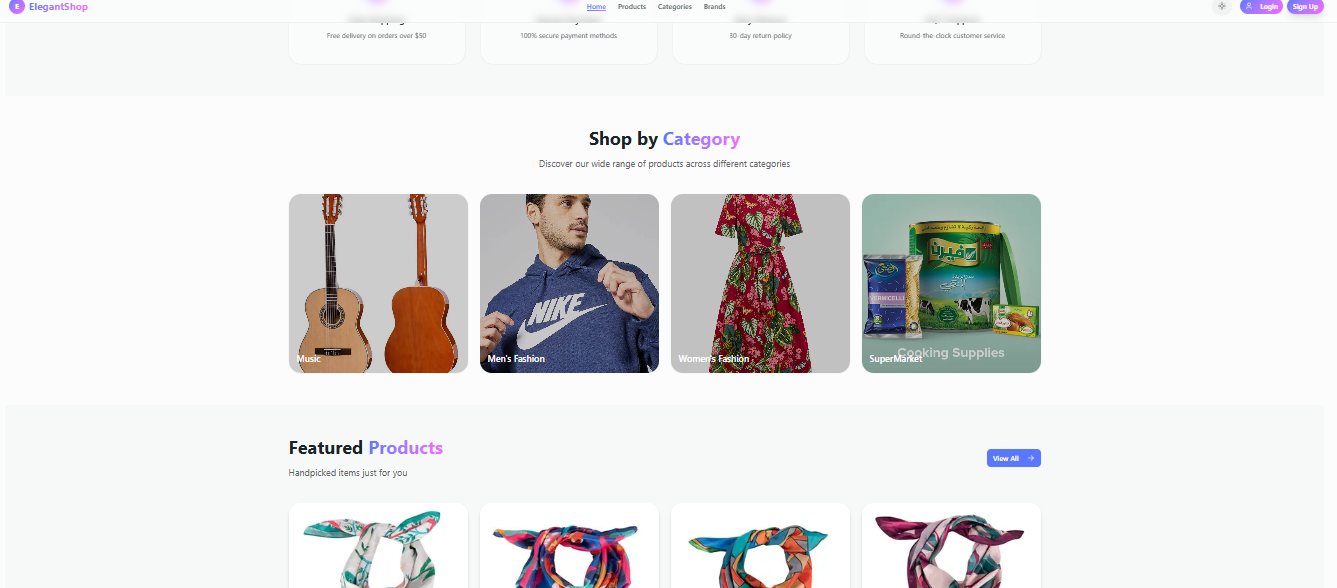 E ElegantShop
Home Products Categories Brands
Login
Sign Up
Free delivery on orders over $50
100% secure payment methods
30-day return policy
Round-the-clock customer service
Shop by Category
Discover our wide range of products across different categories
NIKE
VERMICELLI
ڤيرن
Cooking Supplies
Music
Men's Fashion
Women's Fashion
SuperMarket
Featured Products
View All
Handpicked items just for you